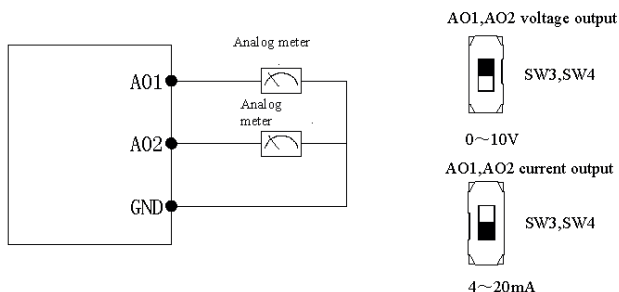 AO1
AO2
GND
Analog meter
Analog
meter
AO1,AO2 voltage output
SW3,SW4
0～10V
AO1,AO2 current output
SW3,SW4
4～20mA